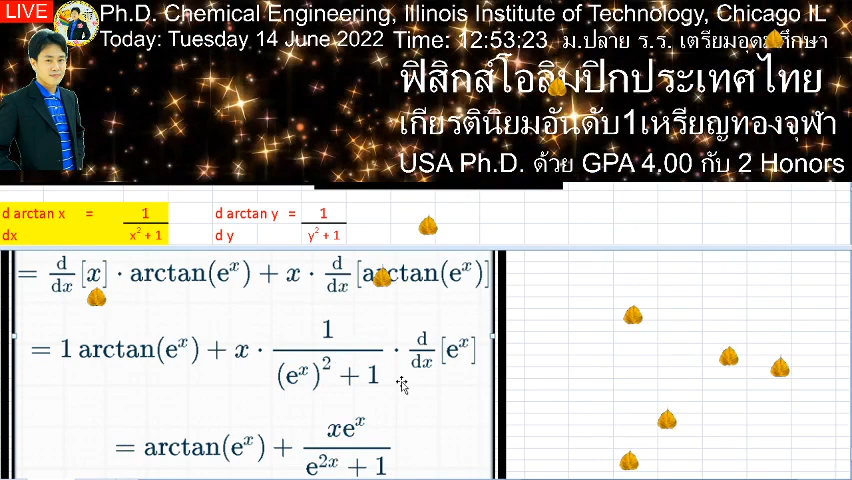 LIVE
Ph.D. Chemical Engineering, Illinois Institute of Technology, Chicago IL
Today: Tuesday 14 June 2022 Time: 12:53:23 ม.ปลาย ร.ร. เตรียมอุดมศึกษา
ฟิสิกส์โอลิมปิกประเทศไทย
เกียรตินิยมอันดับ1เหรียญทองจุฬา
USA Ph.D. ด้วย GPA 4.00 กับ 2 Honors
d arctan x = 1 d arctan y = 1
dx x² + 1 d y y² + 1
= d/dx [x] · arctan(eˣ) + x · d/dx [arctan(eˣ)]
= 1 arctan(eˣ) + x · 1/((eˣ)² + 1) · d/dx [eˣ]
= arctan(eˣ) + xeˣ/(e²ˣ + 1)